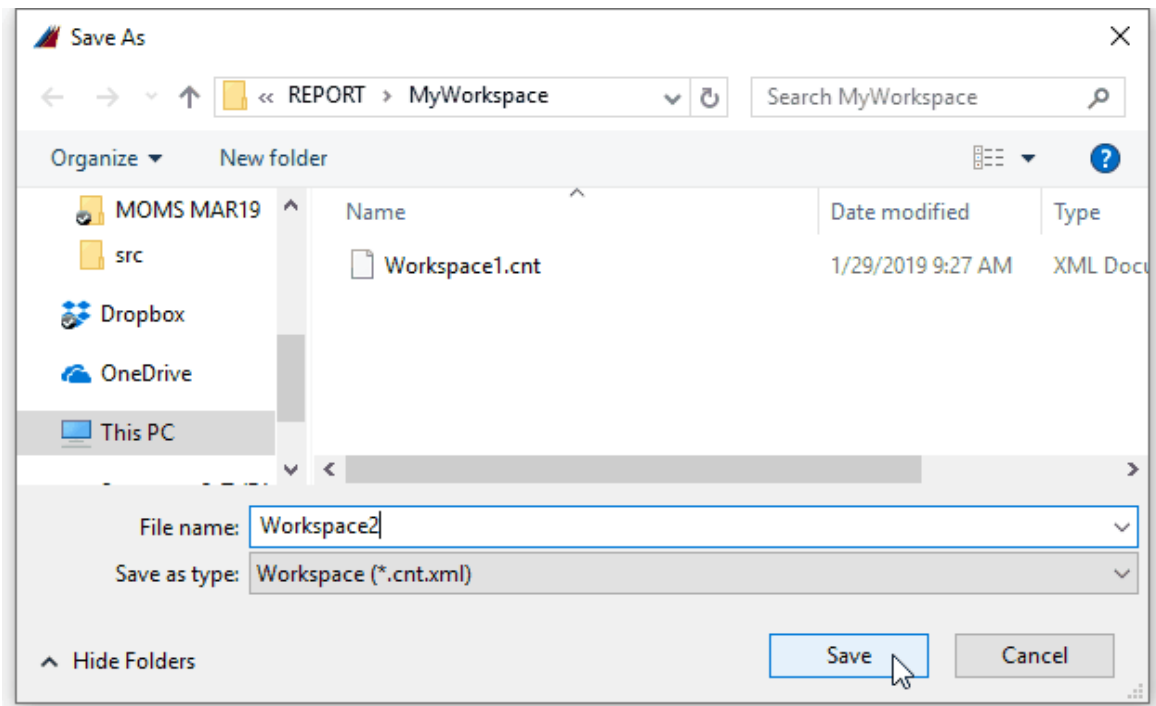 Save As
« REPORT > MyWorkspace
Search MyWorkspace
Organize
New folder
MOMS MAR19
src
Dropbox
OneDrive
This PC
Name
Date modified
Type
Workspace1.cnt
1/29/2019 9:27 AM
XML Docu
File name: Workspace2
Save as type: Workspace (*.cnt.xml)
Hide Folders
Save
Cancel